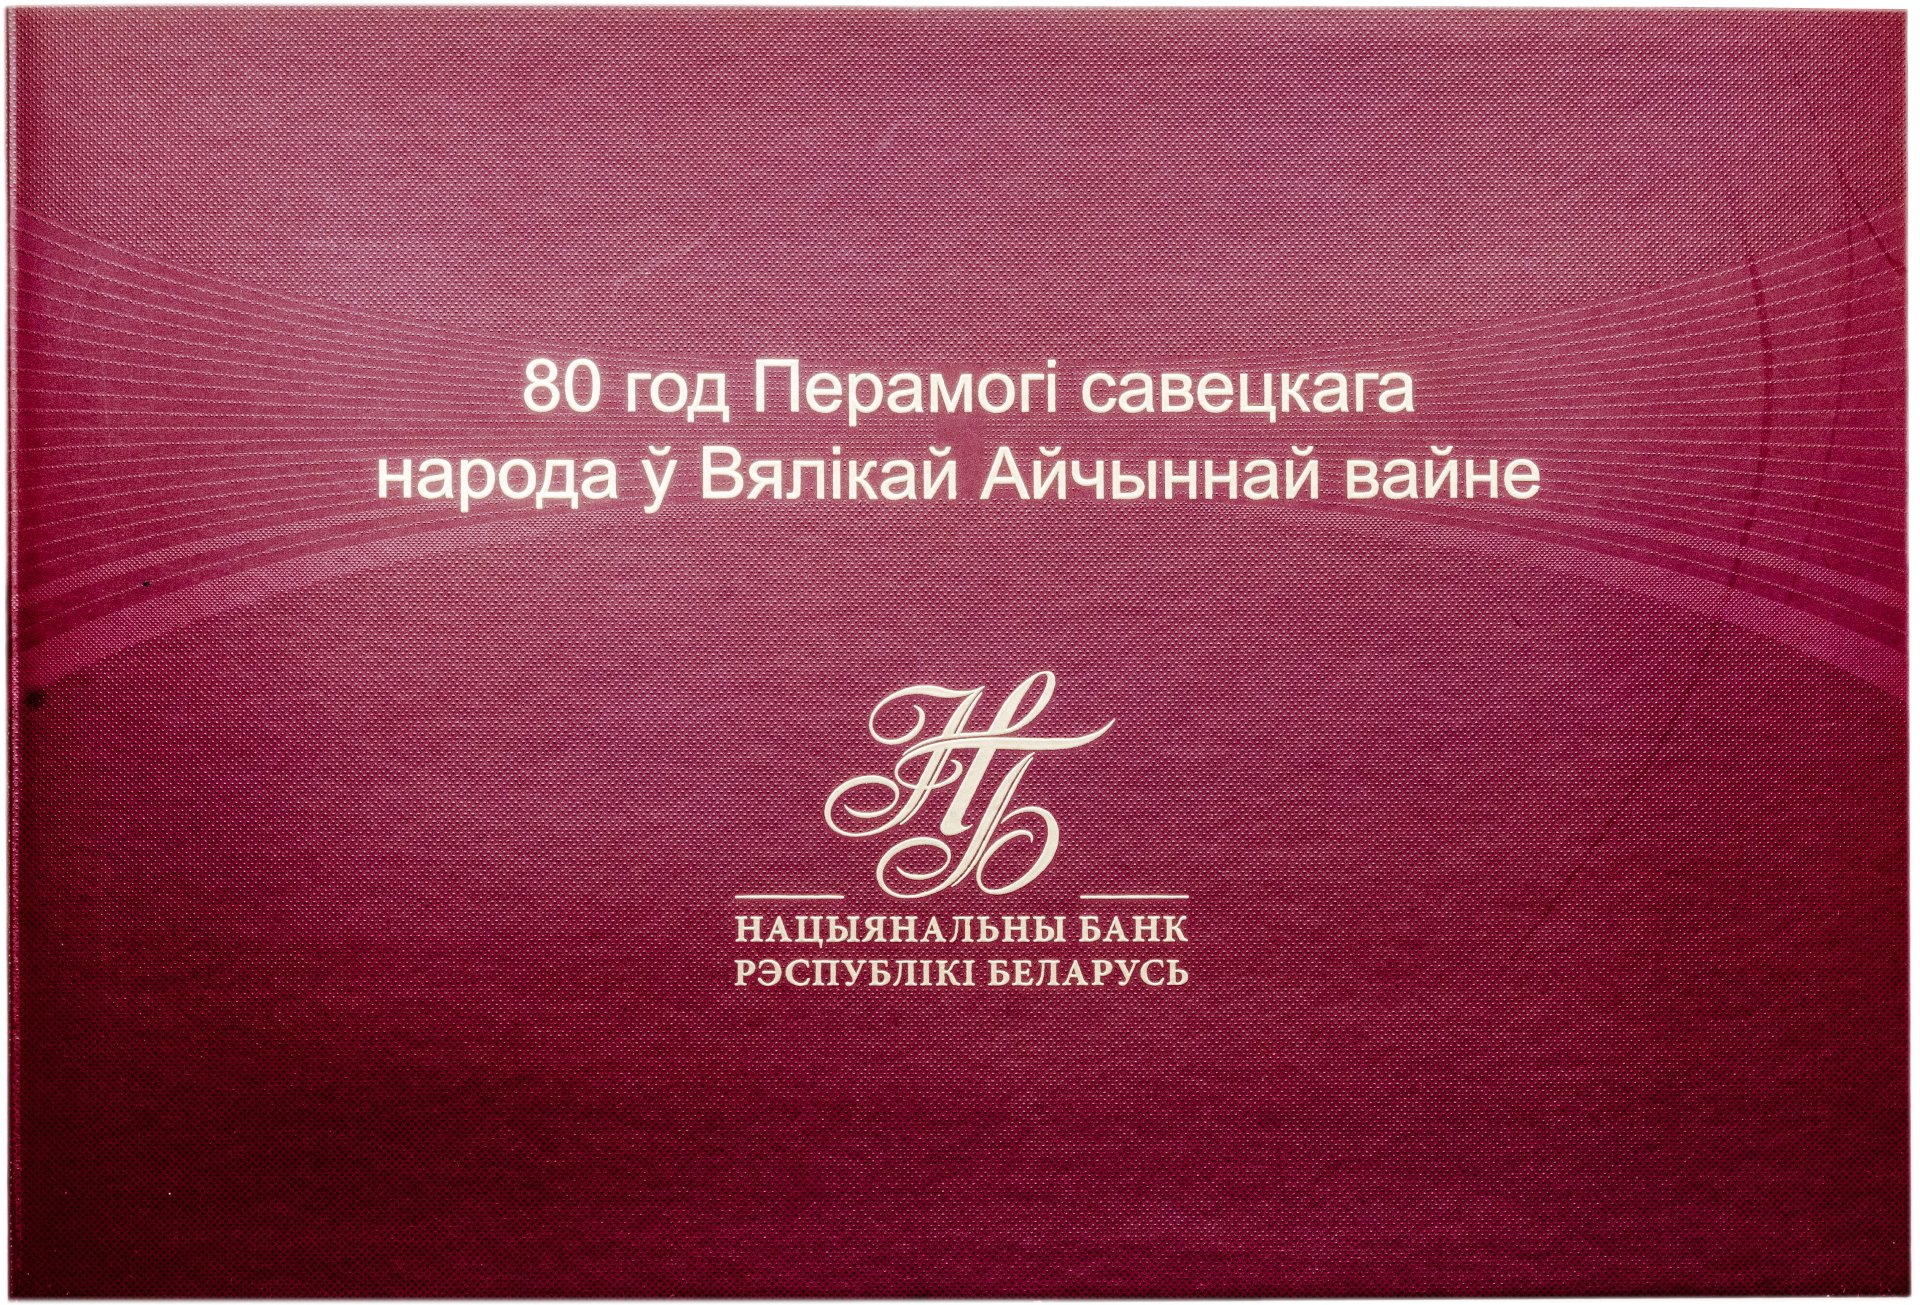 80 год Перамогі савецкага
народа ў Вялікай Айчыннай вайне
НБ
НАЦЫЯНАЛЬНЫ БАНК
РЭСПУБЛІКІ БЕЛАРУСЬ